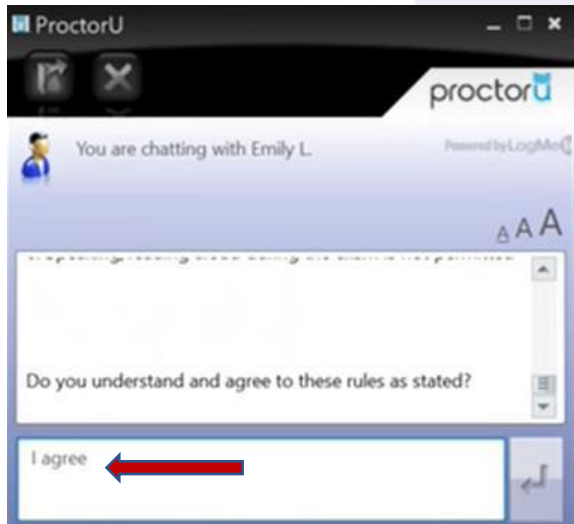 ProctorU
proctoru
You are chatting with Emily L.
Powered by LogMe
A A A
Do you understand and agree to these rules as stated?
I agree